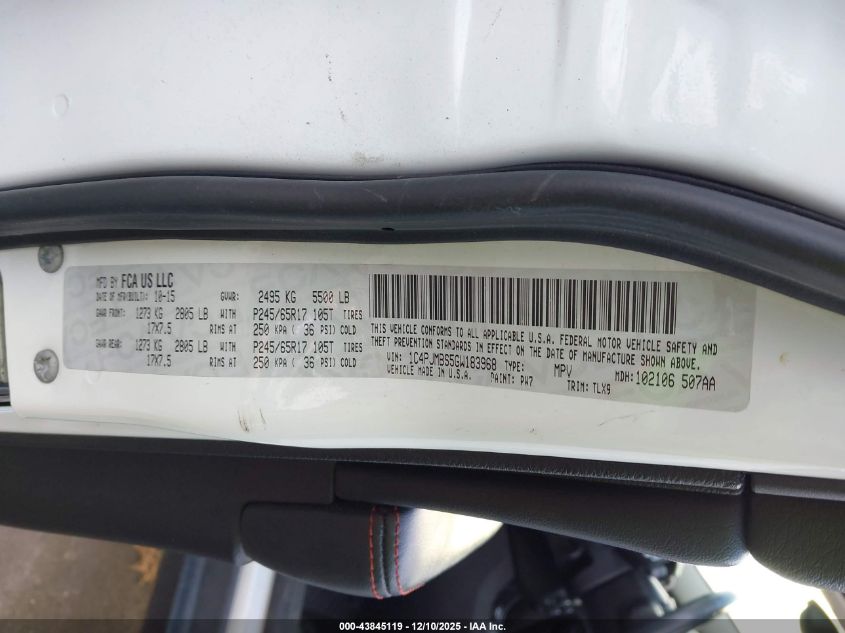 MFD BY FCA US LLC
DATE OF MFR(BUILT): 10-15 GVWR: 2495 KG 5500 LB
GAWR FRONT: 1273 KG 2805 LB WITH P245/65R17 105T TIRES
17X7.5 RIMS AT 250 KPA ( 36 PSI) COLD
GAWR REAR: 1273 KG 2805 LB WITH P245/65R17 105T TIRES
17X7.5 RIMS AT 250 KPA ( 36 PSI) COLD
THIS VEHICLE CONFORMS TO ALL APPLICABLE U.S.A. FEDERAL MOTOR VEHICLE SAFETY AND
THEFT PREVENTION STANDARDS IN EFFECT ON THE DATE OF MANUFACTURE SHOWN ABOVE.
VIN: 1C4PJMBS5GW183968 TYPE: MPV MDH: 102106 507AA
VEHICLE MADE IN U.S.A. PAINT: PW7 TRIM: TLX9
000-43845119 - 12/10/2025 - IAA Inc.